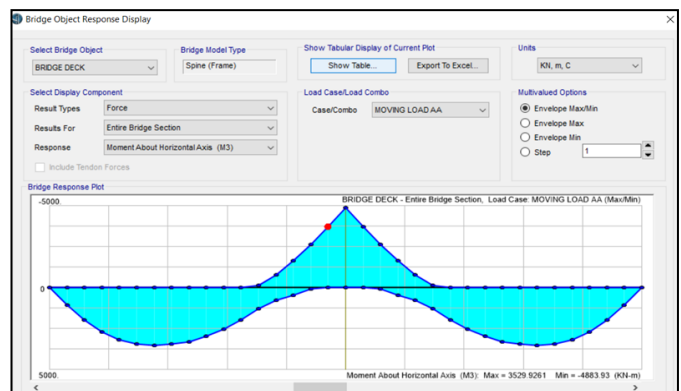 Bridge Object Response Display
Select Bridge Object
BRIDGE DECK
Bridge Model Type
Spine (Frame)
Show Tabular Display of Current Plot
Show Table...
Export To Excel...
Units
KN, m, C
Select Display Component
Result Types Force
Results For Entire Bridge Section
Response Moment About Horizontal Axis (M3)
Include Tendon Forces
Load Case/Load Combo
Case/Combo MOVING LOAD AA
Multivalued Options
Envelope Max/Min
Envelope Max
Envelope Min
Step 1
Bridge Response Plot
-5000.
BRIDGE DECK - Entire Bridge Section, Load Case: MOVING LOAD AA (Max/Min)
0
5000.
Moment About Horizontal Axis (M3): Max = 3529.9261 Min = -4883.93 (KN-m)